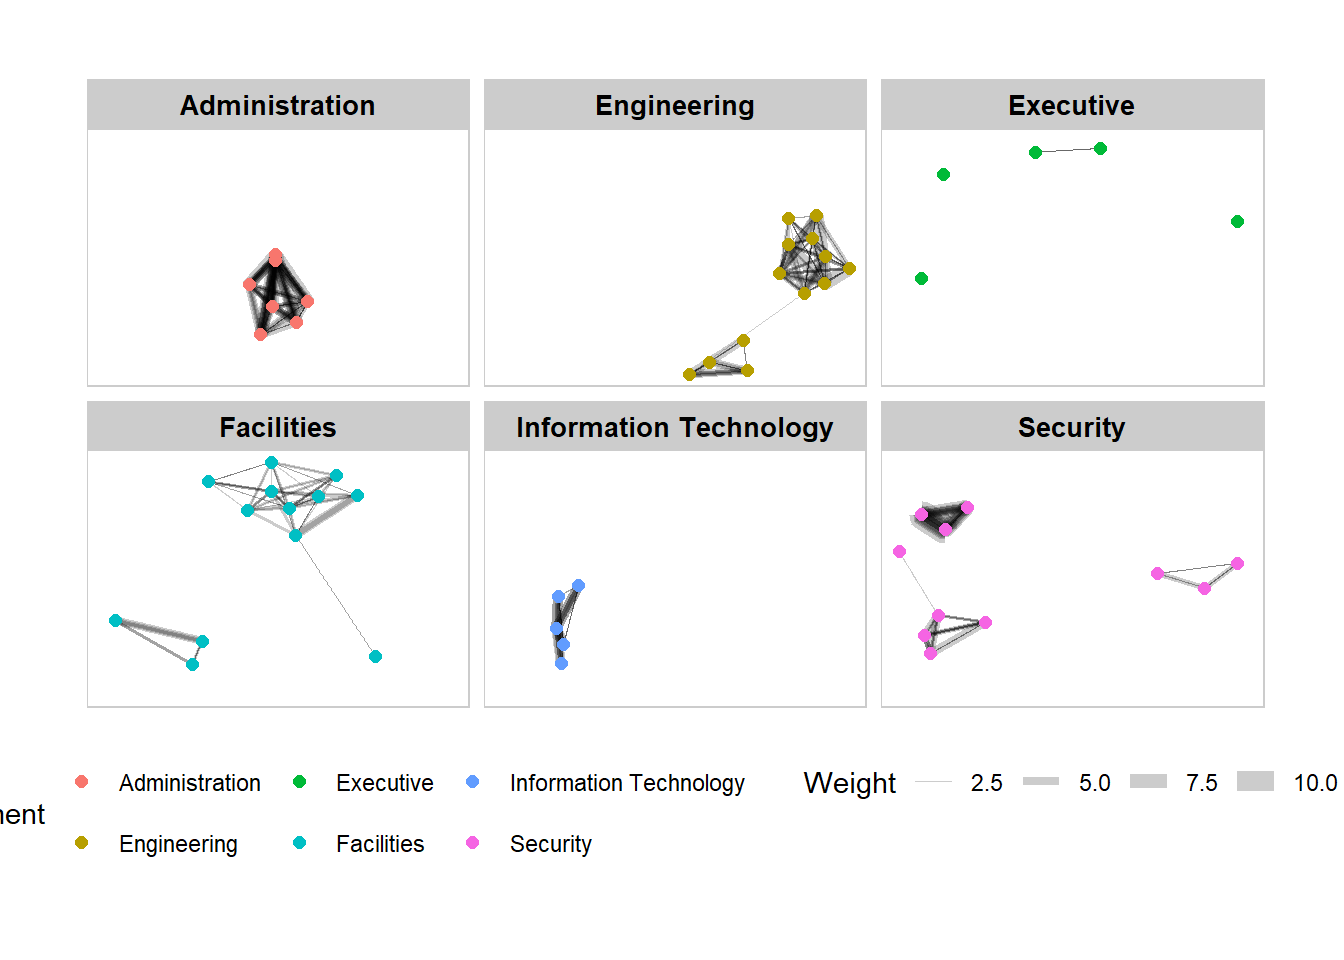 Administration
Engineering
Executive
Facilities
Information Technology
Security
Administration
Executive
Information Technology
Weight
2.5
5.0
7.5
10.0
Engineering
Facilities
Security